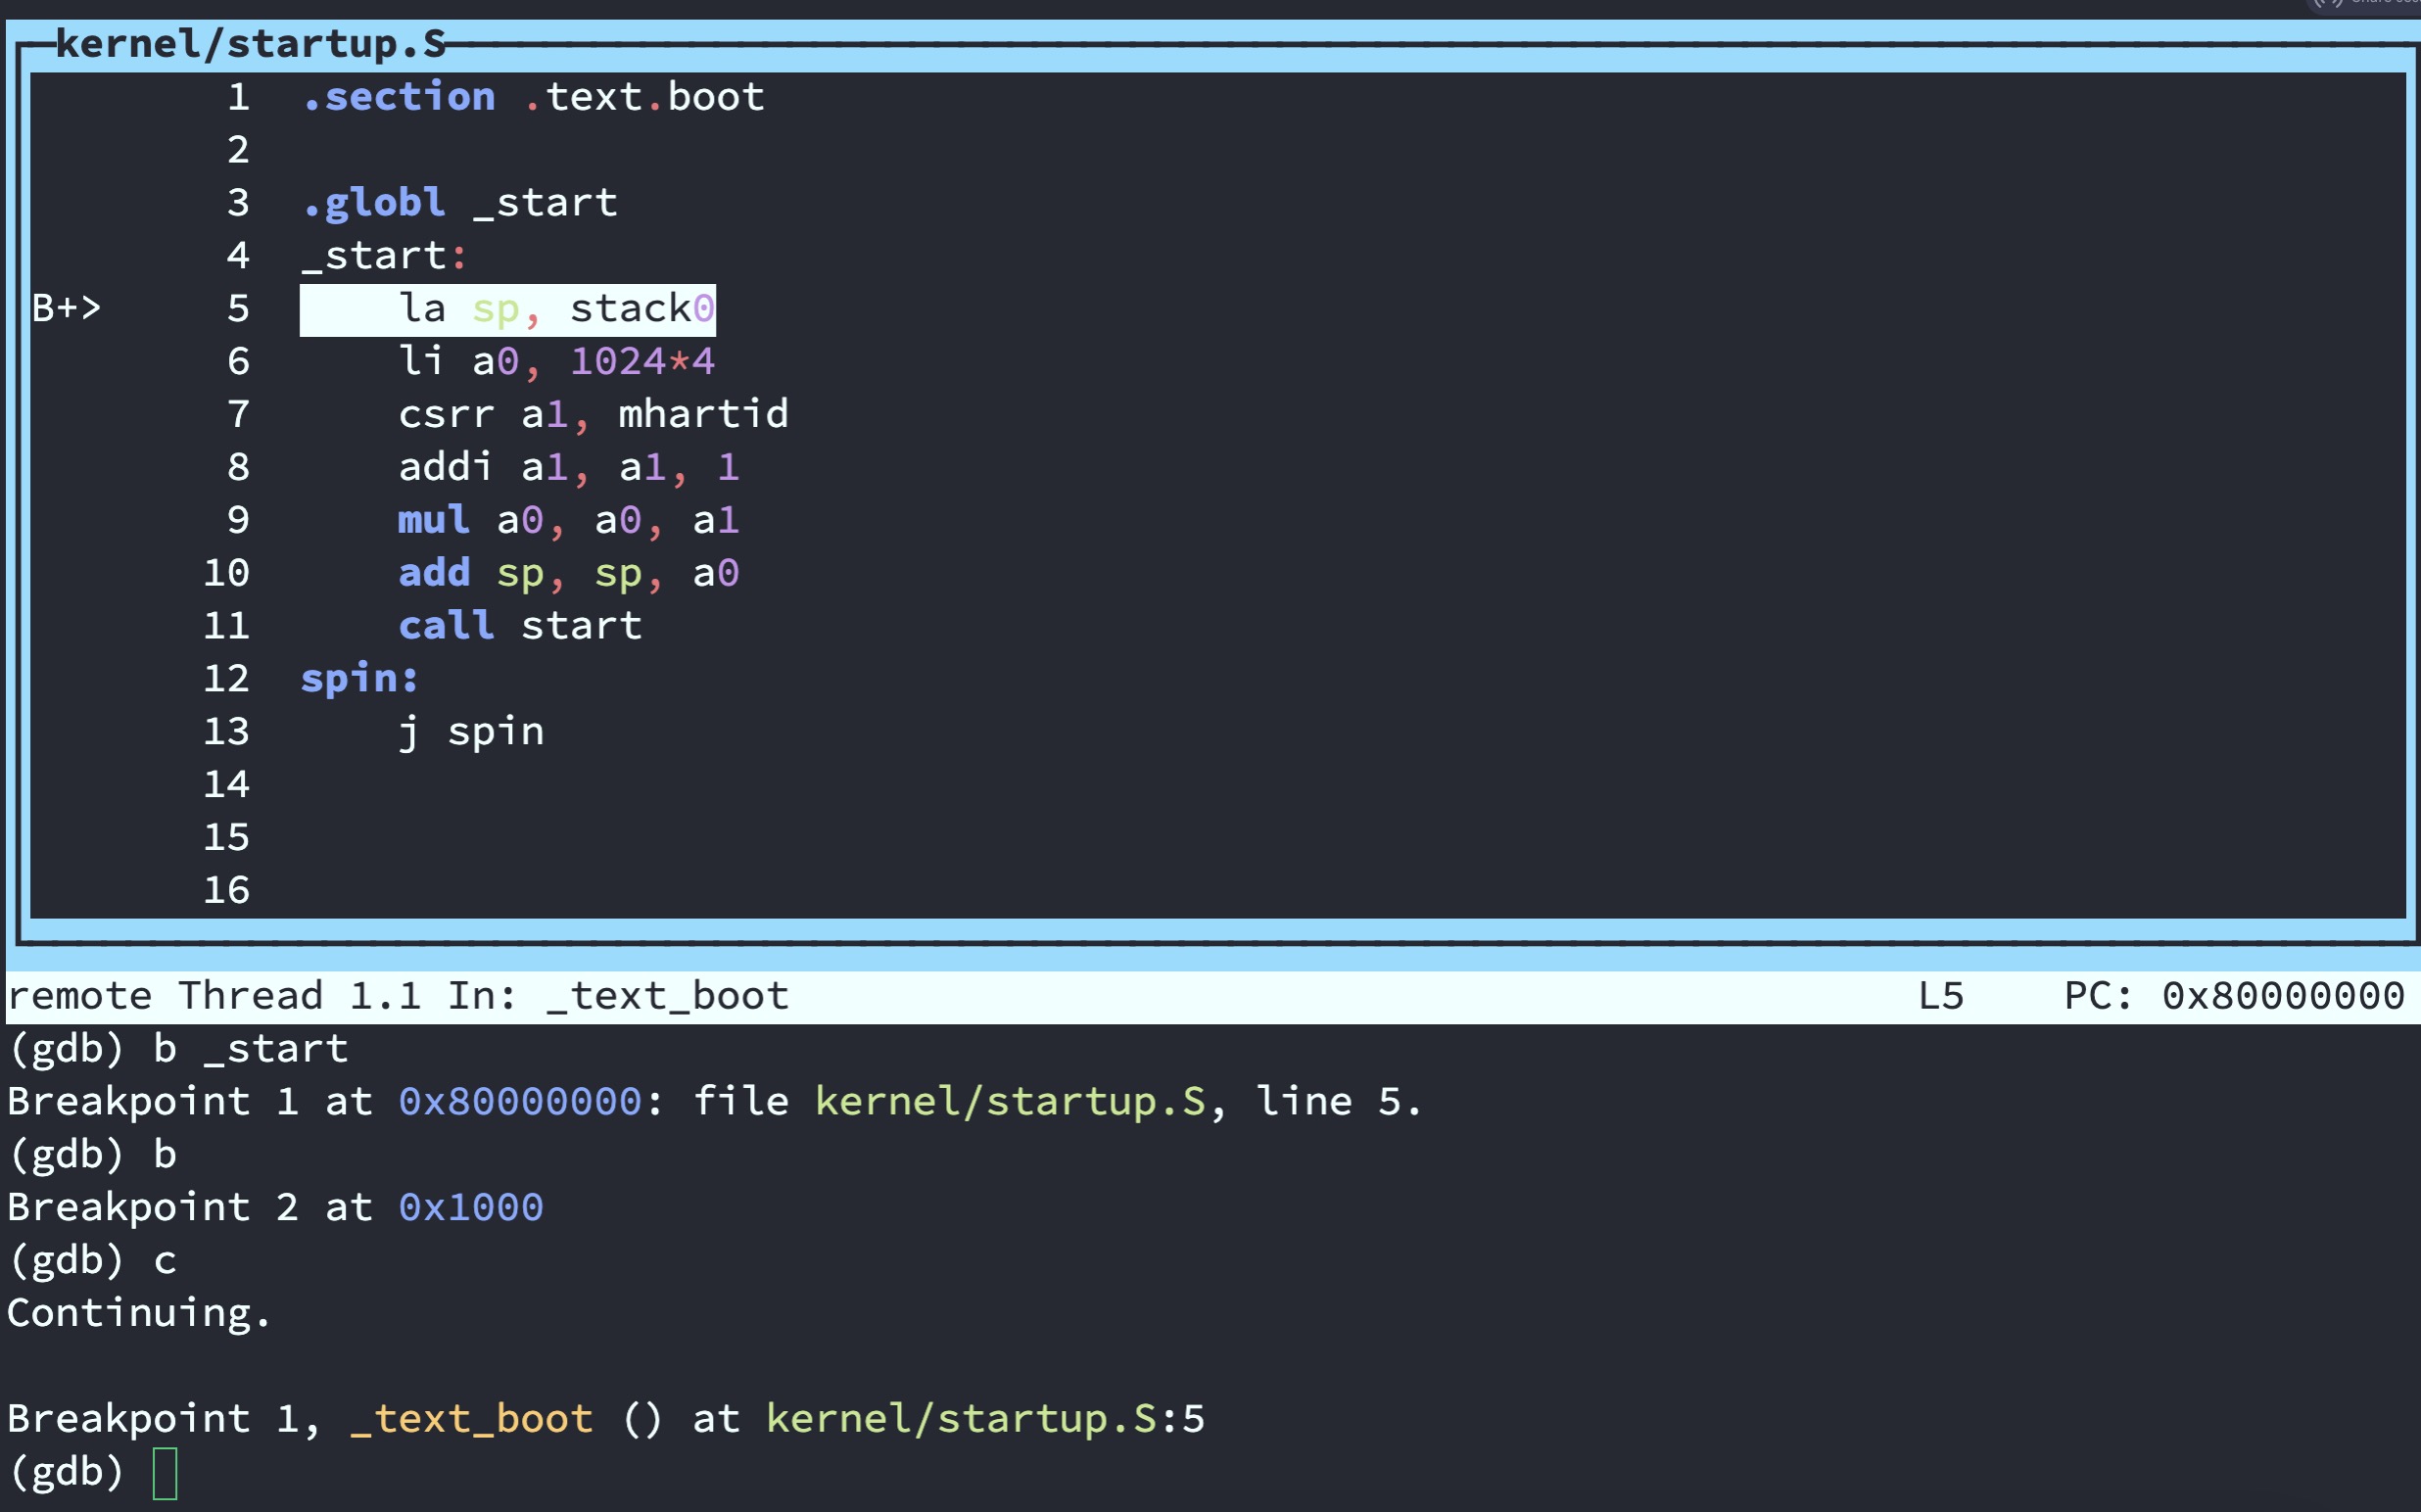 kernel/startup.S
1 .section .text.boot
2
3 .globl _start
4 _start:
B+> 5 la sp, stack0
6 li a0, 1024*4
7 csrr a1, mhartid
8 addi a1, a1, 1
9 mul a0, a0, a1
10 add sp, sp, a0
11 call start
12 spin:
13 j spin
14
15
16
remote Thread 1.1 In: _text_boot L5 PC: 0x80000000
(gdb) b _start
Breakpoint 1 at 0x80000000: file kernel/startup.S, line 5.
(gdb) b
Breakpoint 2 at 0x1000
(gdb) c
Continuing.
Breakpoint 1, _text_boot () at kernel/startup.S:5
(gdb)